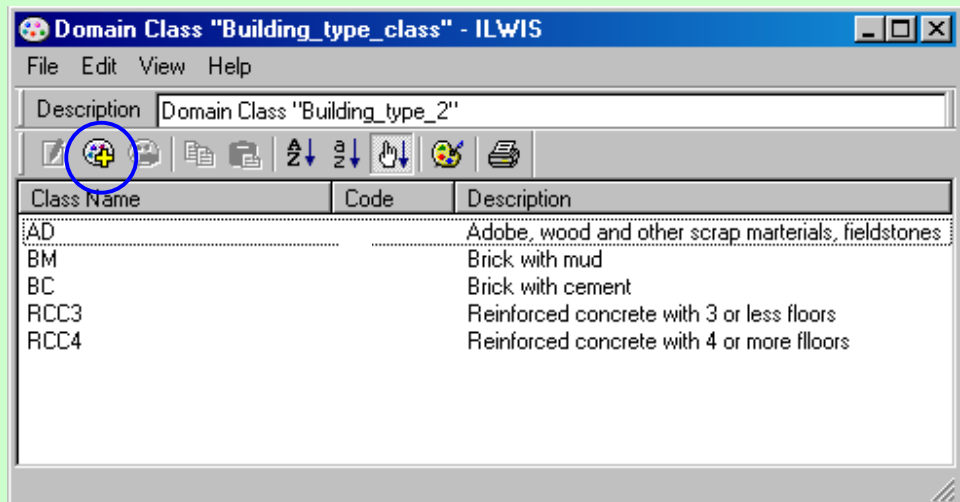 Domain Class "Building_type_class" - ILWIS
File Edit View Help
Description Domain Class "Building_type_2"
Class Name Code Description
AD Adobe, wood and other scrap marterials, fieldstones
BM Brick with mud
BC Brick with cement
RCC3 Reinforced concrete with 3 or less floors
RCC4 Reinforced concrete with 4 or more flloors